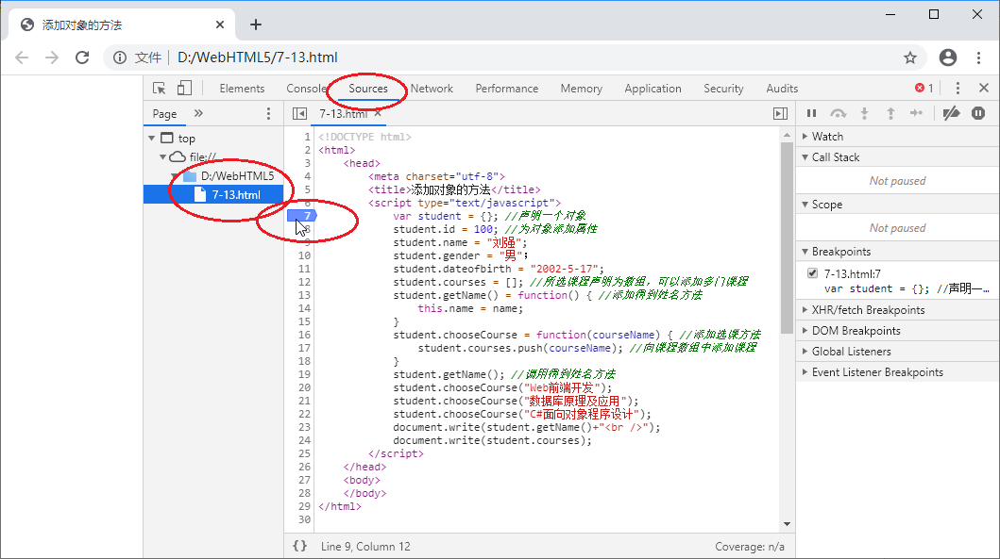 添加对象的方法
文件 D:/WebHTML5/7-13.html
Elements Console Sources Network Performance Memory Application Security Audits 1
Page
7-13.html
top
file://
D:/WebHTML5
7-13.html
1 <!DOCTYPE html>
2 <html>
3 <head>
4 <meta charset="utf-8">
5 <title>添加对象的方法</title>
6 <script type="text/javascript">
7 var student = {}; //声明一个对象
8 student.id = 100; //为对象添加属性
9 student.name = "刘强";
10 student.gender = "男";
11 student.dateofbirth = "2002-5-17";
12 student.courses = []; //所选课程声明为数组，可以添加多门课程
13 student.getName() = function() { //添加得到姓名方法
14 this.name = name;
15 }
16 student.chooseCourse = function(courseName) { //添加选课方法
17 student.courses.push(courseName); //向课程数组中添加课程
18 }
19 student.getName(); //调用得到姓名方法
20 student.chooseCourse("Web前端开发");
21 student.chooseCourse("数据库原理及应用");
22 student.chooseCourse("C#面向对象程序设计");
23 document.write(student.getName()+"<br />");
24 document.write(student.courses);
25 </script>
26 </head>
27 <body>
28 </body>
29 </html>
30
{} Line 9, Column 12 Coverage: n/a
Watch
Call Stack
Not paused
Scope
Not paused
Breakpoints
7-13.html:7
var student = {}; //声明一…
XHR/fetch Breakpoints
DOM Breakpoints
Global Listeners
Event Listener Breakpoints